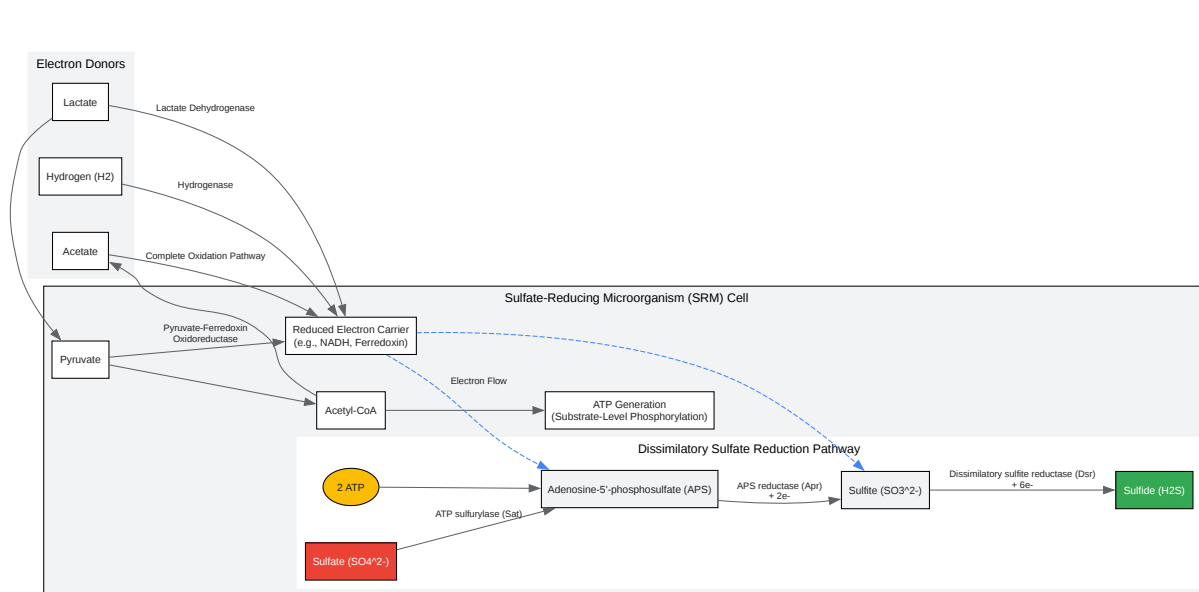 Electron Donors
Lactate
Lactate Dehydrogenase
Hydrogen (H2)
Hydrogenase
Acetate
Complete Oxidation Pathway
Sulfate-Reducing Microorganism (SRM) Cell
Pyruvate-Ferredoxin
Oxidoreductase
Reduced Electron Carrier
(e.g., NADH, Ferredoxin)
Pyruvate
Electron Flow
Acetyl-CoA
ATP Generation
(Substrate-Level Phosphorylation)
Dissimilatory Sulfate Reduction Pathway
2 ATP
Adenosine-5'-phosphosulfate (APS)
APS reductase (Apr)
+ 2e-
Sulfite (SO3^2-)
Dissimilatory sulfite reductase (Dsr)
+ 6e-
Sulfide (H2S)
ATP sulfurylase (Sat)
Sulfate (SO4^2-)